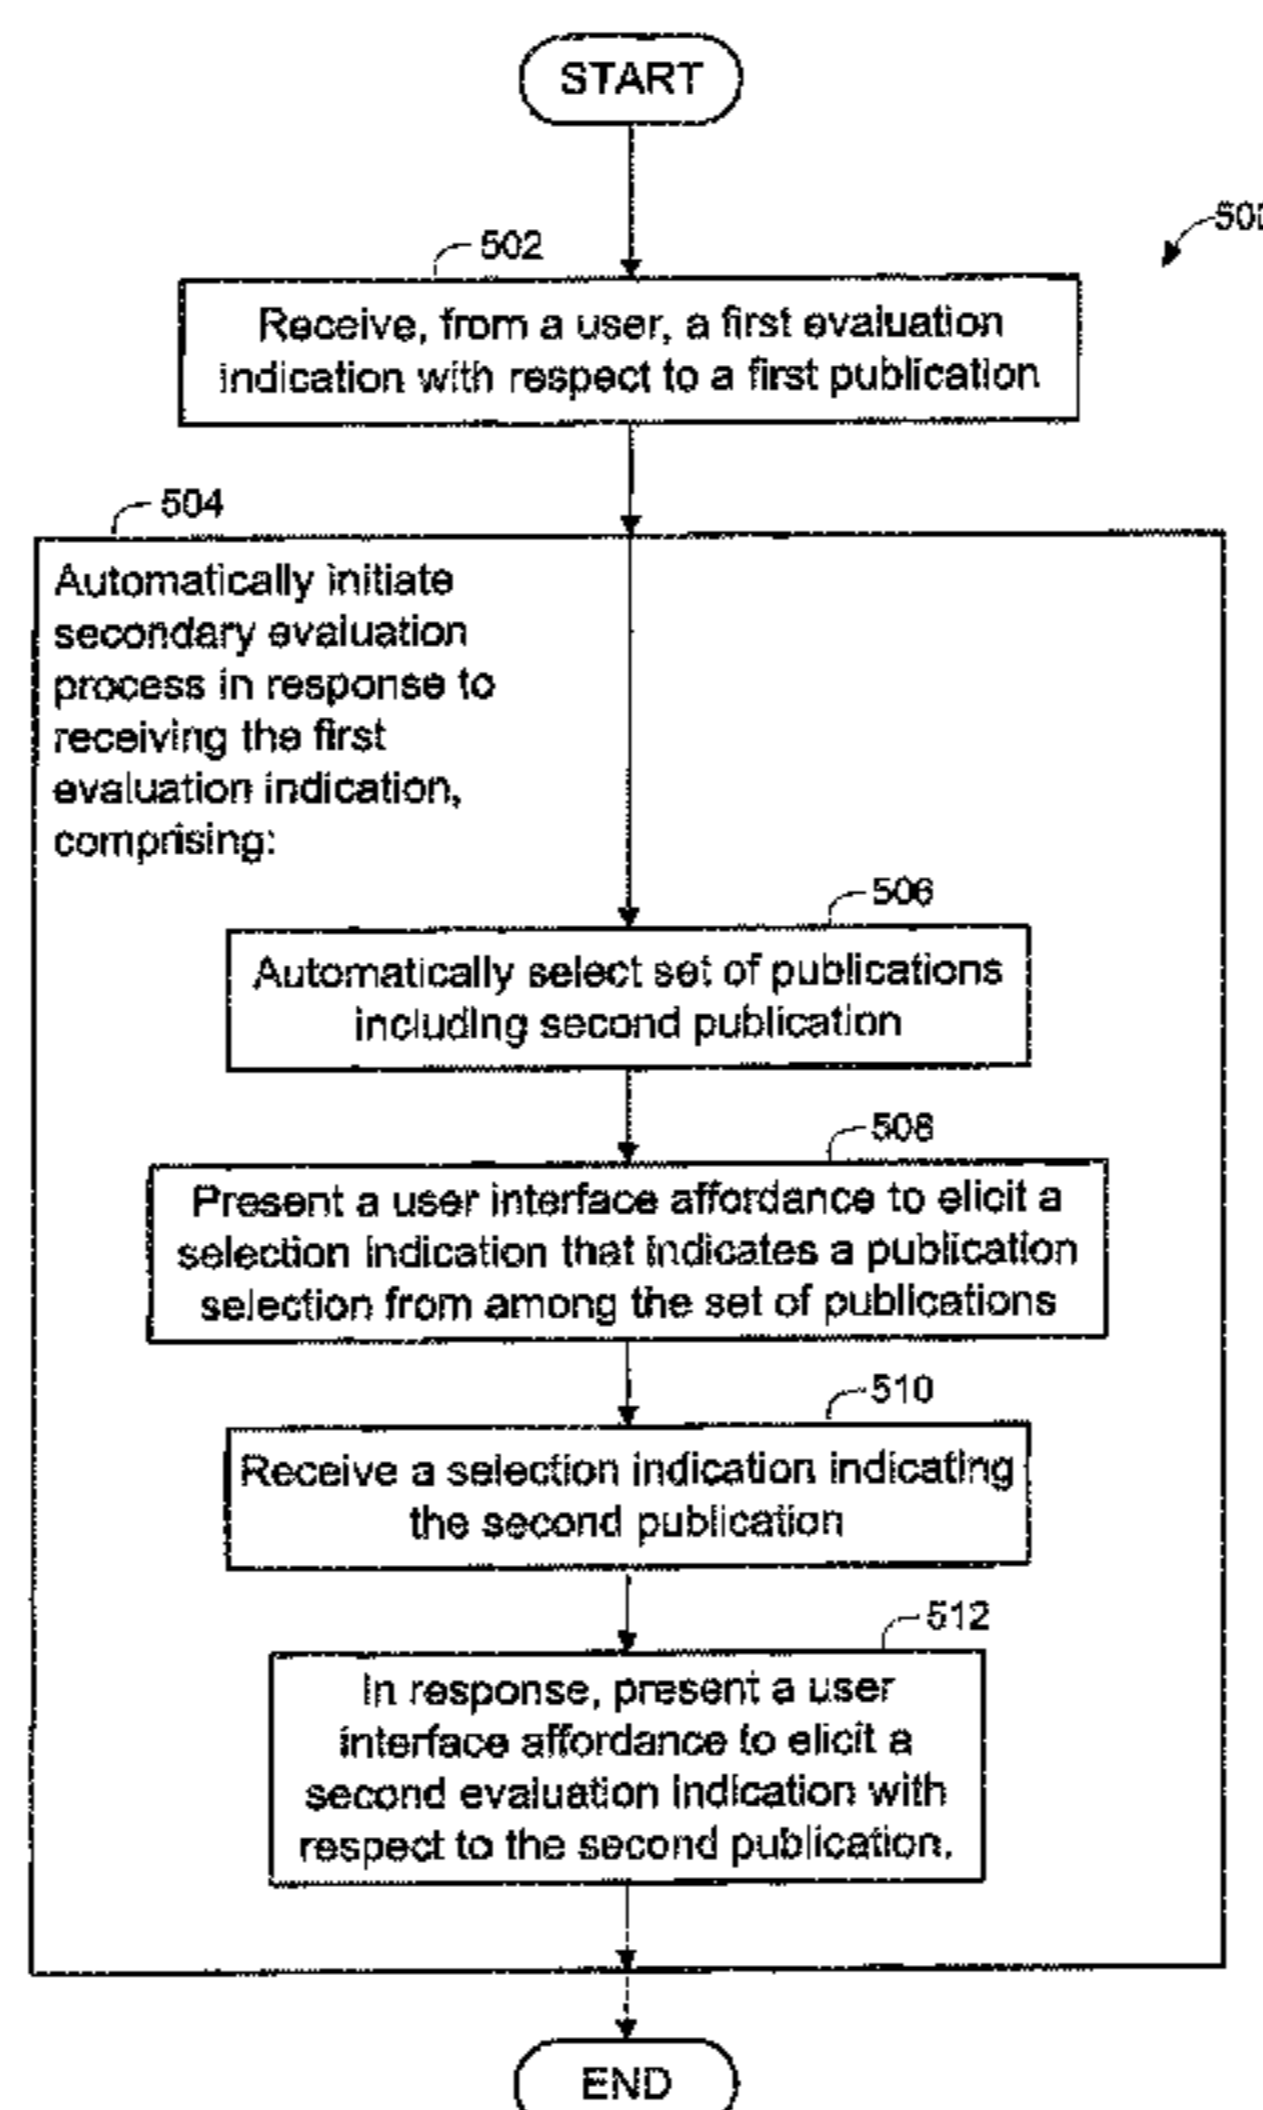 START
502
Receive, from a user, a first evaluation
indication with respect to a first publication
504
Automatically initiate
secondary evaluation
process in response to
receiving the first
evaluation indication,
comprising:
506
Automatically select set of publications
including second publication
508
Present a user interface affordance to elicit a
selection indication that indicates a publication
selection from among the set of publications
510
Receive a selection indication indicating
the second publication
512
In response, present a user
interface affordance to elicit a
second evaluation indication with
respect to the second publication.
END